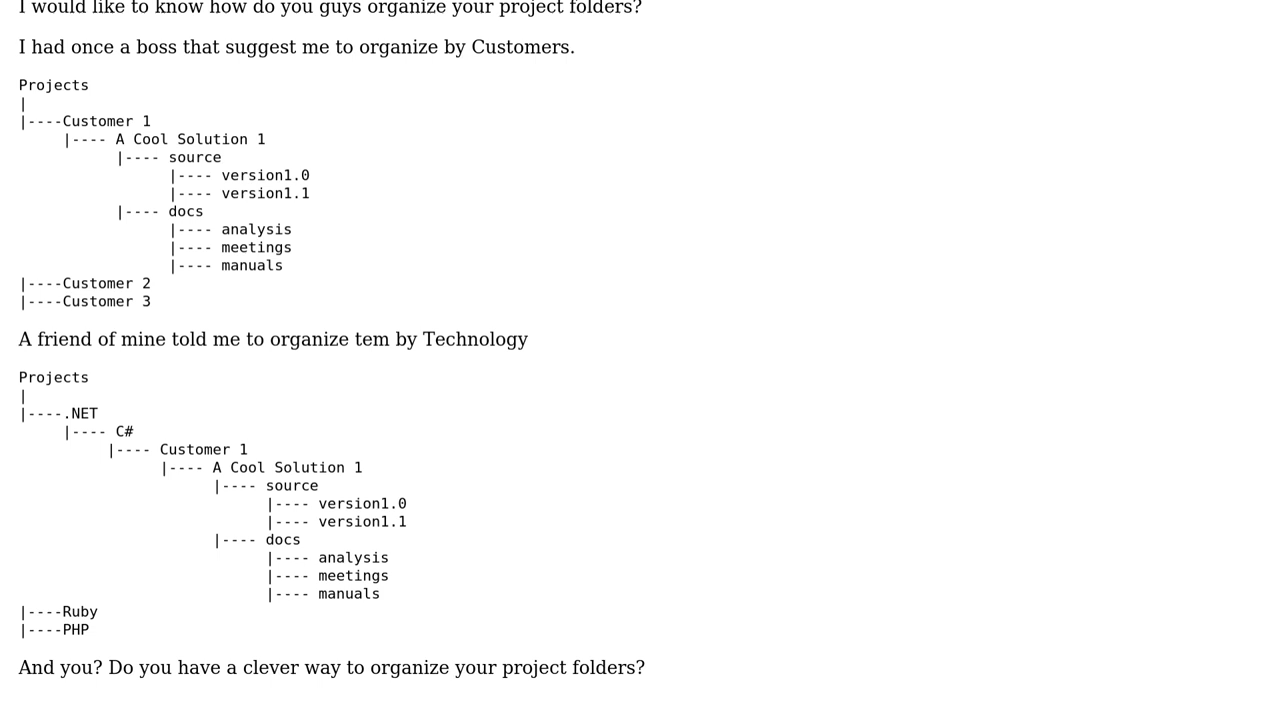 I would like to know how do you guys organize your project folders?
I had once a boss that suggest me to organize by Customers.
Projects
|
|----Customer 1
     |---- A Cool Solution 1
           |---- source
                 |---- version1.0
                 |---- version1.1
           |---- docs
                 |---- analysis
                 |---- meetings
                 |---- manuals
|----Customer 2
|----Customer 3
A friend of mine told me to organize tem by Technology
Projects
|
|----.NET
     |---- C#
          |---- Customer 1
                |---- A Cool Solution 1
                      |---- source
                            |---- version1.0
                            |---- version1.1
                      |---- docs
                            |---- analysis
                            |---- meetings
                            |---- manuals
|----Ruby
|----PHP
And you? Do you have a clever way to organize your project folders?